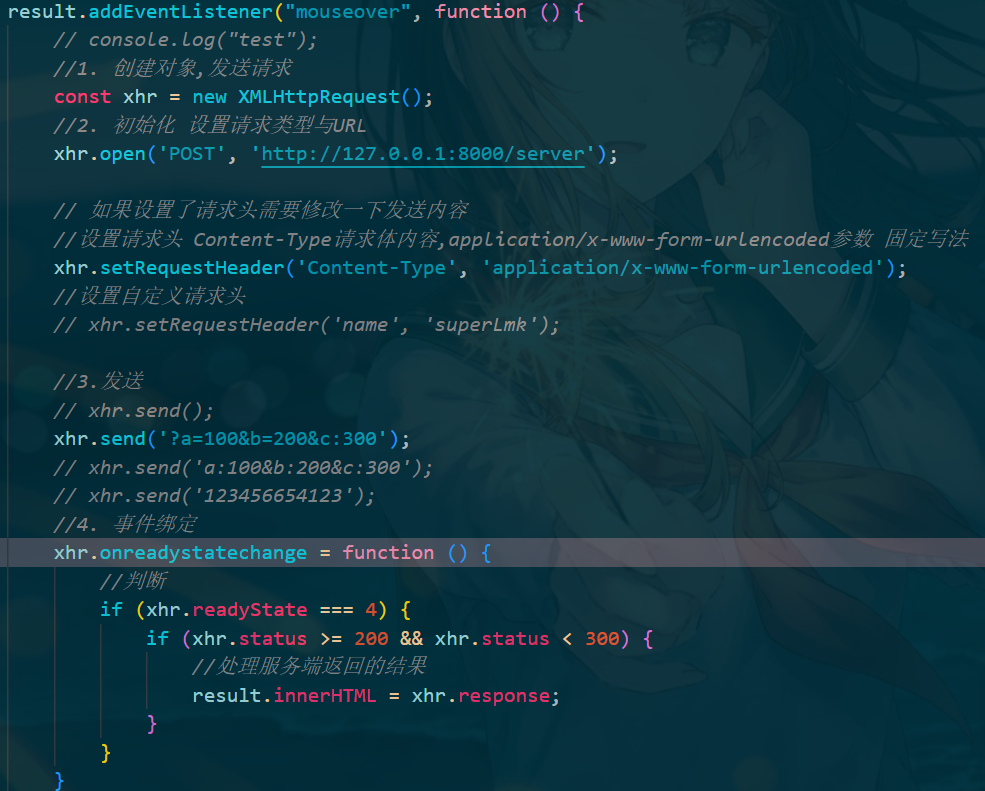 result.addEventListener("mouseover", function () {
// console.log("test");
//1. 创建对象,发送请求
const xhr = new XMLHttpRequest();
//2. 初始化 设置请求类型与URL
xhr.open('POST', 'http://127.0.0.1:8000/server');
// 如果设置了请求头需要修改一下发送内容
//设置请求头 Content-Type请求体内容,application/x-www-form-urlencoded参数 固定写法
xhr.setRequestHeader('Content-Type', 'application/x-www-form-urlencoded');
//设置自定义请求头
// xhr.setRequestHeader('name', 'superLmk');
//3.发送
// xhr.send();
xhr.send('?a=100&b=200&c:300');
// xhr.send('a:100&b:200&c:300');
// xhr.send('123456654123');
//4. 事件绑定
xhr.onreadystatechange = function () {
//判断
if (xhr.readyState === 4) {
if (xhr.status >= 200 && xhr.status < 300) {
//处理服务端返回的结果
result.innerHTML = xhr.response;
}
}
}